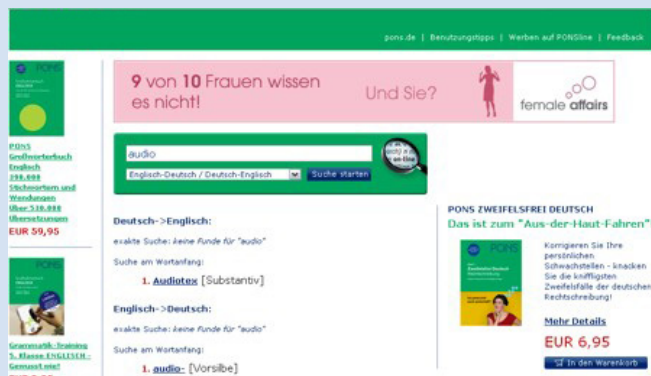 pons.de | Benutzungstipps | Werben auf PONSline | Feedback
PONS
PONS
Großwörterbuch
Englisch
390.000
Stichwörtern und
Wendungen
Über 520.000
Übersetzungen
EUR 59,95
PONS
Grammatik-Training
5. Klasse ENGLISCH -
Gewusst wie!
9 von 10 Frauen wissen
es nicht!
Und Sie?
female affairs
audio
Englisch-Deutsch / Deutsch-Englisch
Suche starten
on-line
Deutsch->Englisch:
exakte Suche: keine Funde für "audio"
Suche am Wortanfang:
1. Audiotex [Substantiv]
Englisch->Deutsch:
exakte Suche: keine Funde für "audio"
Suche am Wortanfang:
1. audio- [Vorsilbe]
PONS ZWEIFELSFREI DEUTSCH
Das ist zum "Aus-der-Haut-Fahren"
PONS
Korrigieren Sie Ihre
persönlichen
Schwachstellen - knacken
Sie die kniffligsten
Zweifelsfälle der deutschen
Rechtschreibung!
Mehr Details
EUR 6,95
In den Warenkorb